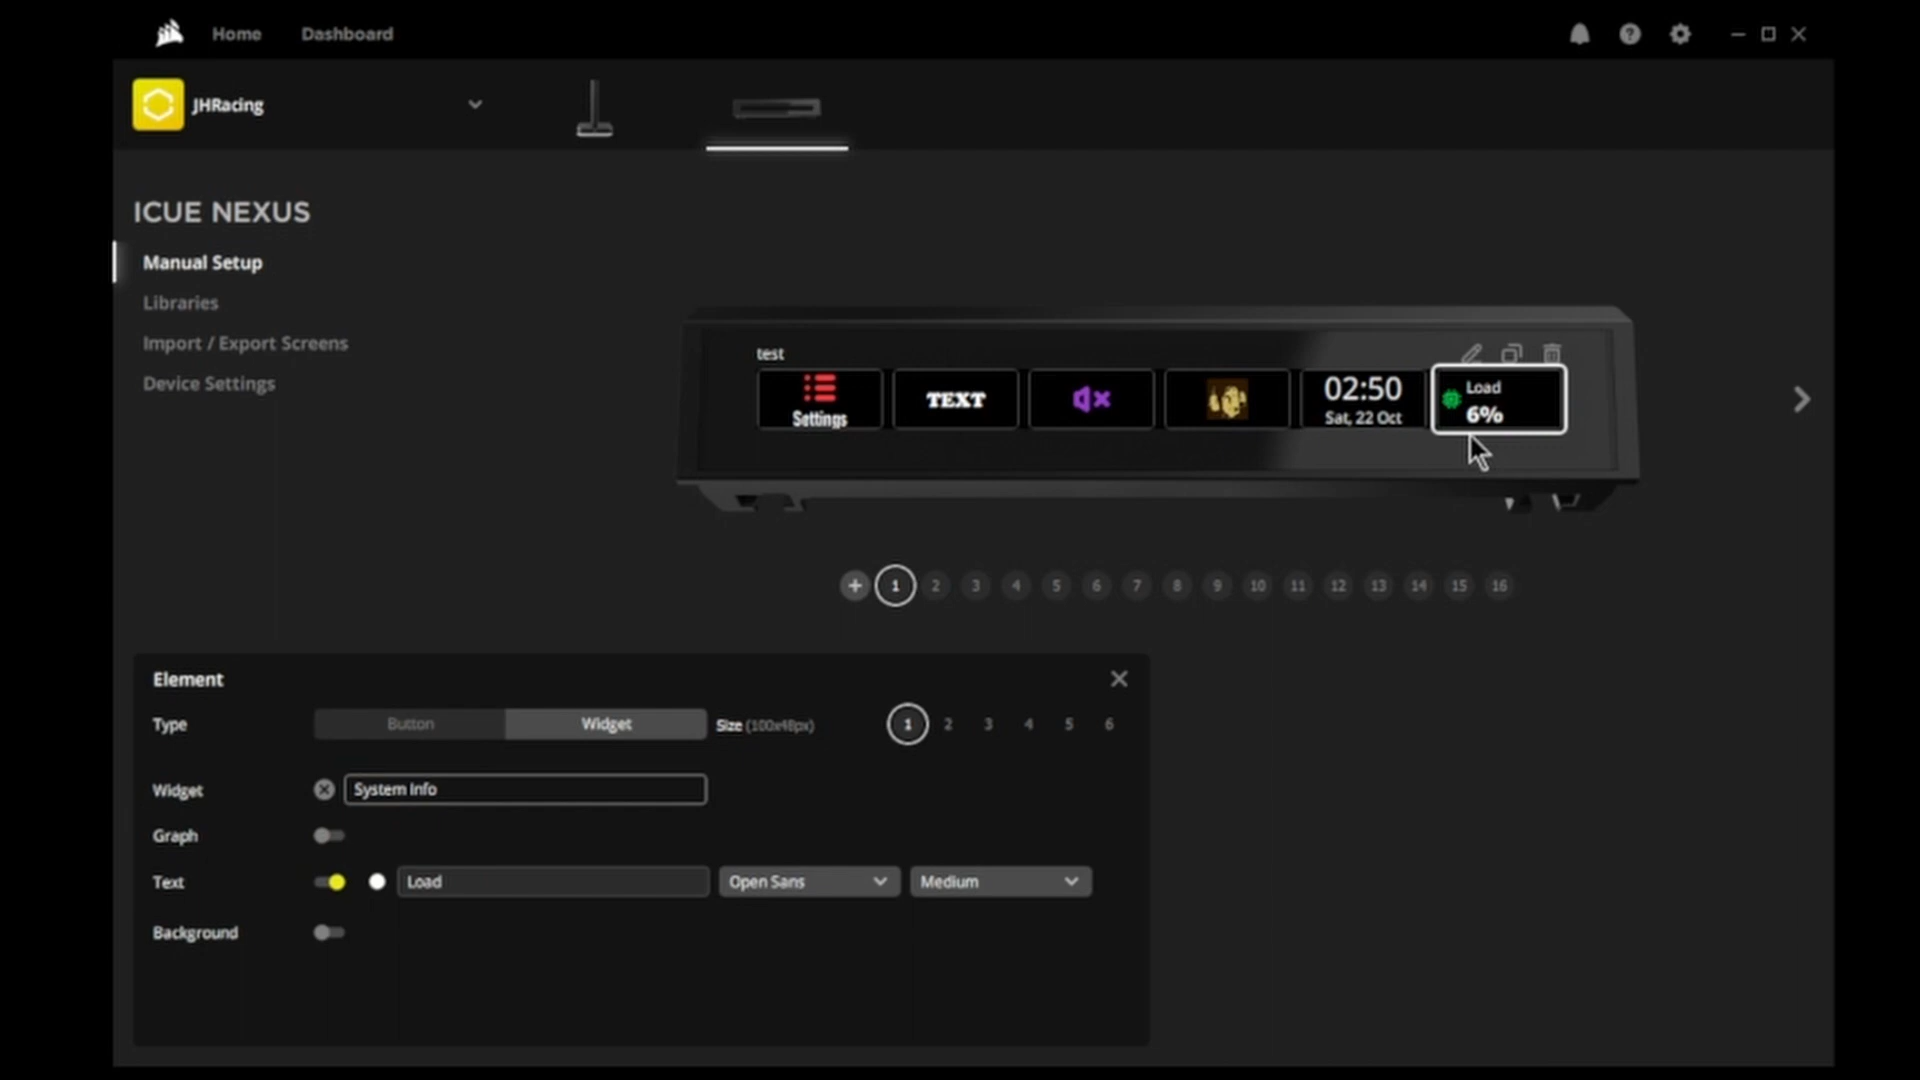 Home Dashboard
JHRacing
ICUE NEXUS
Manual Setup
Libraries
Import / Export Screens
Device Settings
test
Settings
TEXT
02:50
Sat, 22 Oct
Load
6%
+ 1 2 3 4 5 6 7 8 9 10 11 12 13 14 15 16
Element
Type Button Widget Size (100x48px) 1 2 3 4 5 6
Widget System Info
Graph
Text Load Open Sans Medium
Background